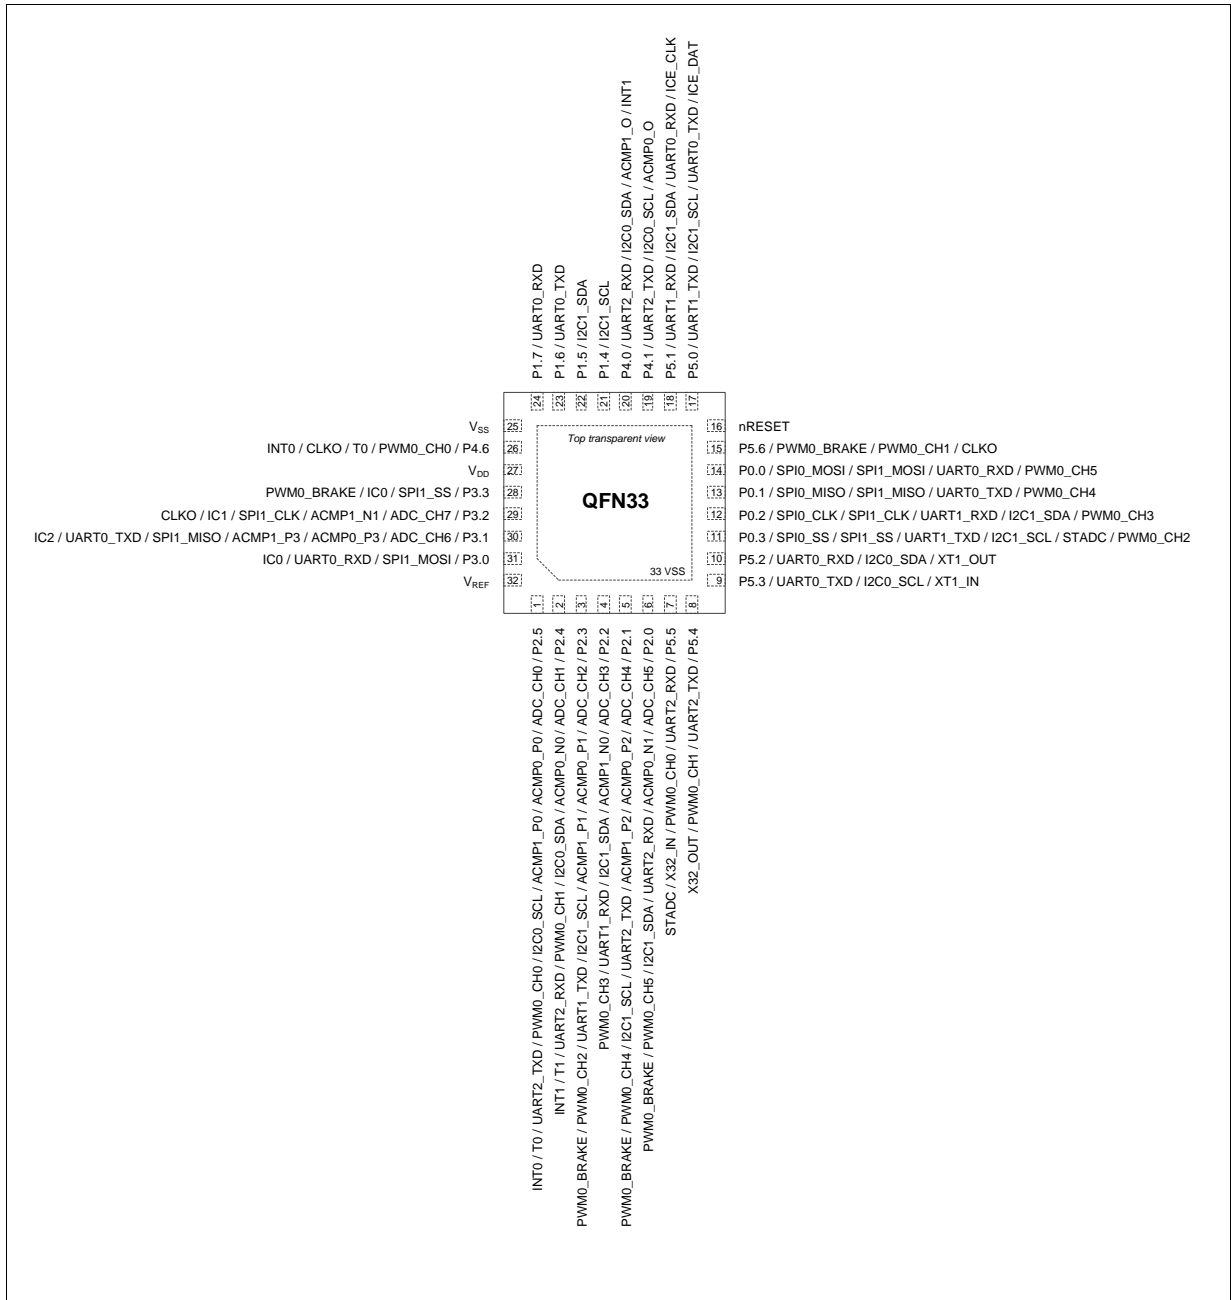 P1.7 / UART0_RXD
P1.6 / UART0_TXD
P1.5 / I2C1_SDA
P1.4 / I2C1_SCL
P4.0 / UART2_RXD / I2C0_SDA / ACMP1_O / INT1
P4.1 / UART2_TXD / I2C0_SCL / ACMP0_O
P5.1 / UART1_RXD / I2C1_SDA / UART0_RXD / ICE_CLK
P5.0 / UART1_TXD / I2C1_SCL / UART0_TXD / ICE_DAT
24
23
22
21
20
19
18
17
VSS 25
INT0 / CLKO / T0 / PWM0_CH0 / P4.6 26
VDD 27
PWM0_BRAKE / IC0 / SPI1_SS / P3.3 28
CLKO / IC1 / SPI1_CLK / ACMP1_N1 / ADC_CH7 / P3.2 29
IC2 / UART0_TXD / SPI1_MISO / ACMP1_P3 / ACMP0_P3 / ADC_CH6 / P3.1 30
IC0 / UART0_RXD / SPI1_MOSI / P3.0 31
VREF 32
Top transparent view
QFN33
33 VSS
16 nRESET
15 P5.6 / PWM0_BRAKE / PWM0_CH1 / CLKO
14 P0.0 / SPI0_MOSI / SPI1_MOSI / UART0_RXD / PWM0_CH5
13 P0.1 / SPI0_MISO / SPI1_MISO / UART0_TXD / PWM0_CH4
12 P0.2 / SPI0_CLK / SPI1_CLK / UART1_RXD / I2C1_SDA / PWM0_CH3
11 P0.3 / SPI0_SS / SPI1_SS / UART1_TXD / I2C1_SCL / STADC / PWM0_CH2
10 P5.2 / UART0_RXD / I2C0_SDA / XT1_OUT
9 P5.3 / UART0_TXD / I2C0_SCL / XT1_IN
1
2
3
4
5
6
7
8
INT0 / T0 / UART2_TXD / PWM0_CH0 / I2C0_SCL / ACMP1_P0 / ACMP0_P0 / ADC_CH0 / P2.5
INT1 / T1 / UART2_RXD / PWM0_CH1 / I2C0_SDA / ACMP0_N0 / ADC_CH1 / P2.4
PWM0_BRAKE / PWM0_CH2 / UART1_TXD / I2C1_SCL / ACMP1_P1 / ACMP0_P1 / ADC_CH2 / P2.3
PWM0_CH3 / UART1_RXD / I2C1_SDA / ACMP1_N0 / ADC_CH3 / P2.2
PWM0_BRAKE / PWM0_CH4 / I2C1_SCL / UART2_TXD / ACMP1_P2 / ACMP0_P2 / ADC_CH4 / P2.1
PWM0_BRAKE / PWM0_CH5 / I2C1_SDA / UART2_RXD / ACMP0_N1 / ADC_CH5 / P2.0
STADC / X32_IN / PWM0_CH0 / UART2_RXD / P5.5
X32_OUT / PWM0_CH1 / UART2_TXD / P5.4